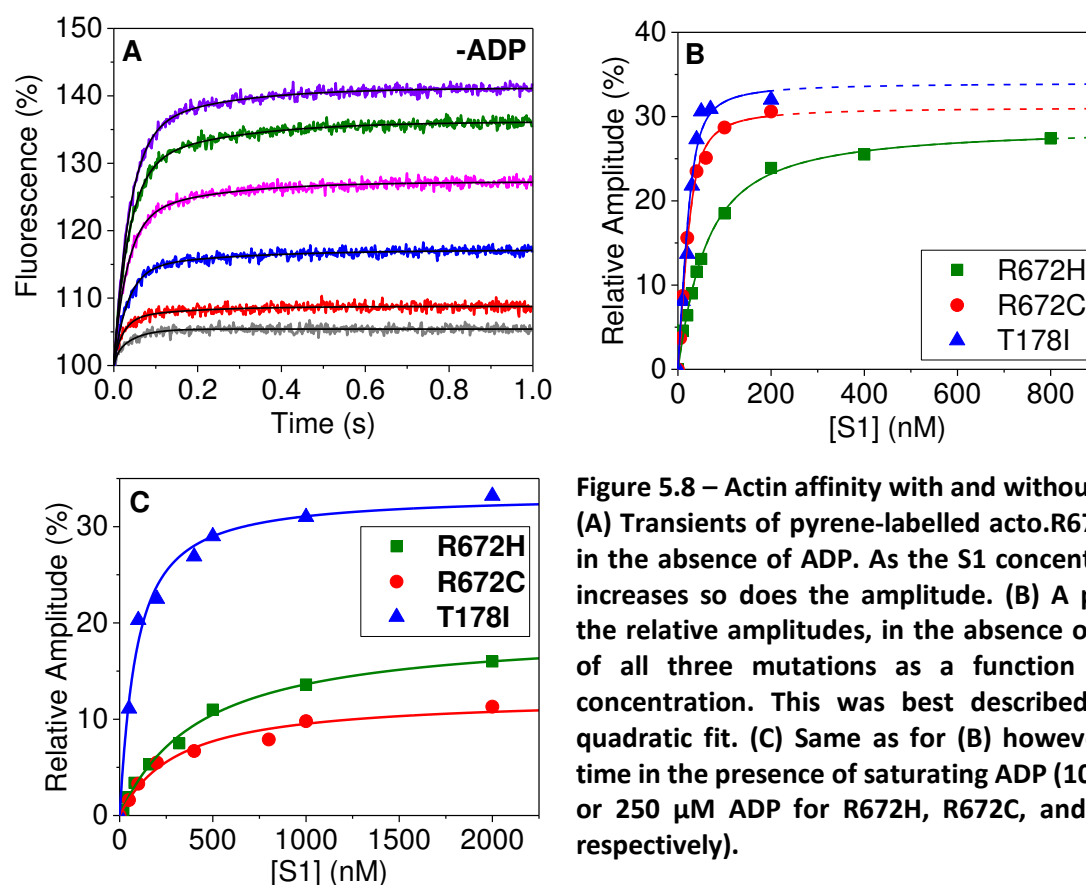 A
-ADP
150
140
130
120
110
100
Fluorescence (%)
0.0 0.2 0.4 0.6 0.8 1.0
Time (s)
B
40
30
20
10
0
Relative Amplitude (%)
R672H
R672C
T178I
0 200 400 600 800
[S1] (nM)
C
30
20
10
0
Relative Amplitude (%)
R672H
R672C
T178I
0 500 1000 1500 2000
[S1] (nM)
Figure 5.8 – Actin affinity with and without
(A) Transients of pyrene-labelled acto.R67
in the absence of ADP. As the S1 concent
increases so does the amplitude. (B) A p
the relative amplitudes, in the absence o
of all three mutations as a function
concentration. This was best described
quadratic fit. (C) Same as for (B) howeve
time in the presence of saturating ADP (10
or 250 μM ADP for R672H, R672C, and
respectively).